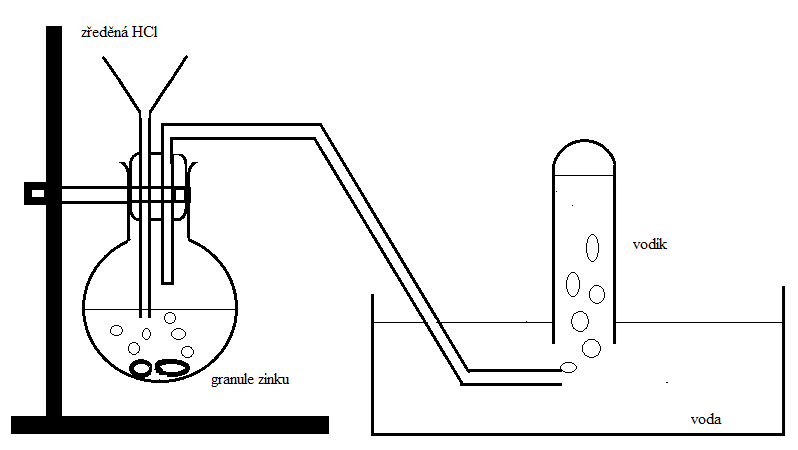 zředěná HCl
vodík
granule zinku
voda